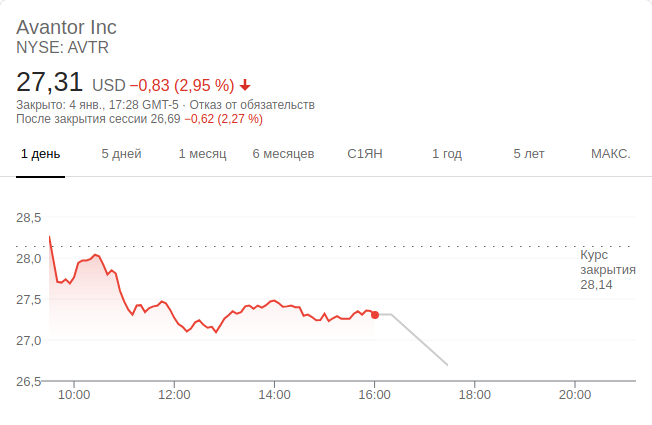 Avantor Inc
NYSE: AVTR
27,31 USD −0,83 (2,95 %)
Закрыто: 4 янв., 17:28 GMT-5 · Отказ от обязательств
После закрытия сессии 26,69 −0,62 (2,27 %)
1 день 5 дней 1 месяц 6 месяцев С1ЯН 1 год 5 лет МАКС.
28,5
28,0
27,5
27,0
26,5
Курс
закрытия
28,14
10:00 12:00 14:00 16:00 18:00 20:00